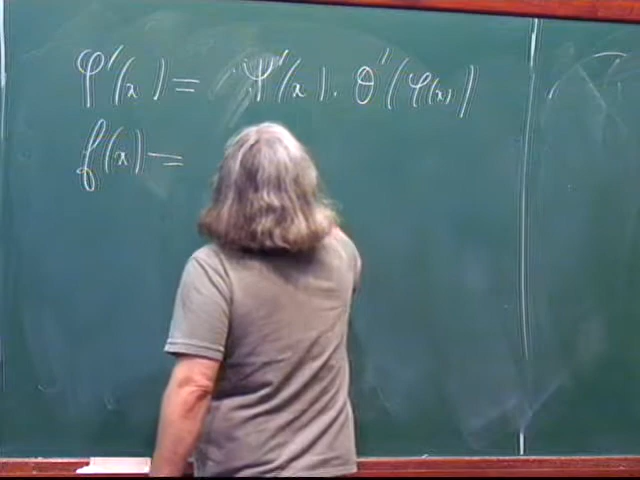 φ'(x) = Ψ'(x) · θ'(φ(x))
f(x) =